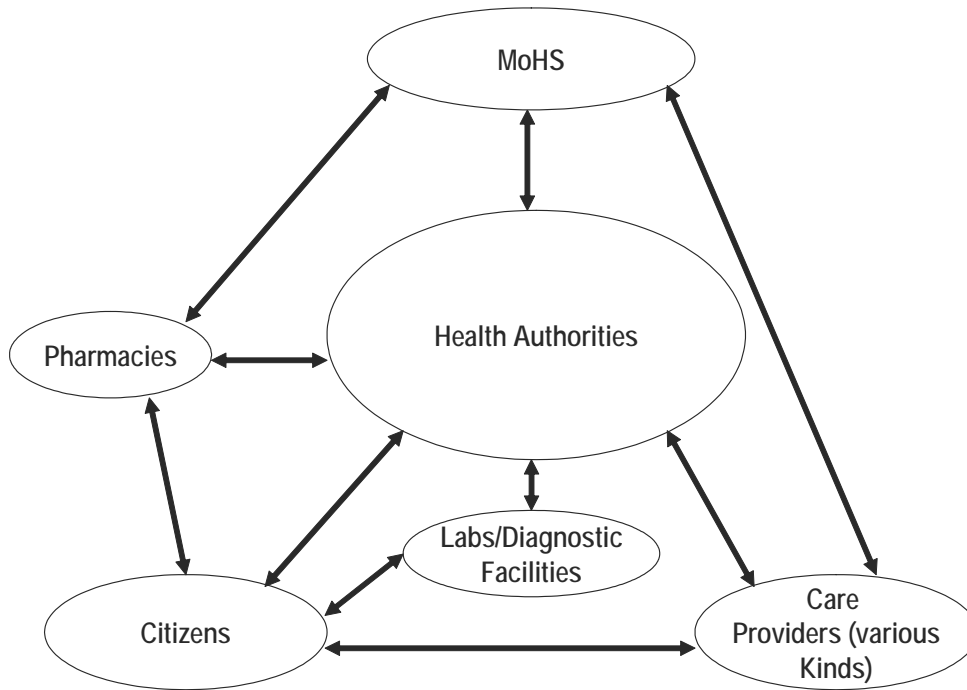 MoHS
Health Authorities
Pharmacies
Labs/Diagnostic
Facilities
Citizens
Care
Providers (various
Kinds)